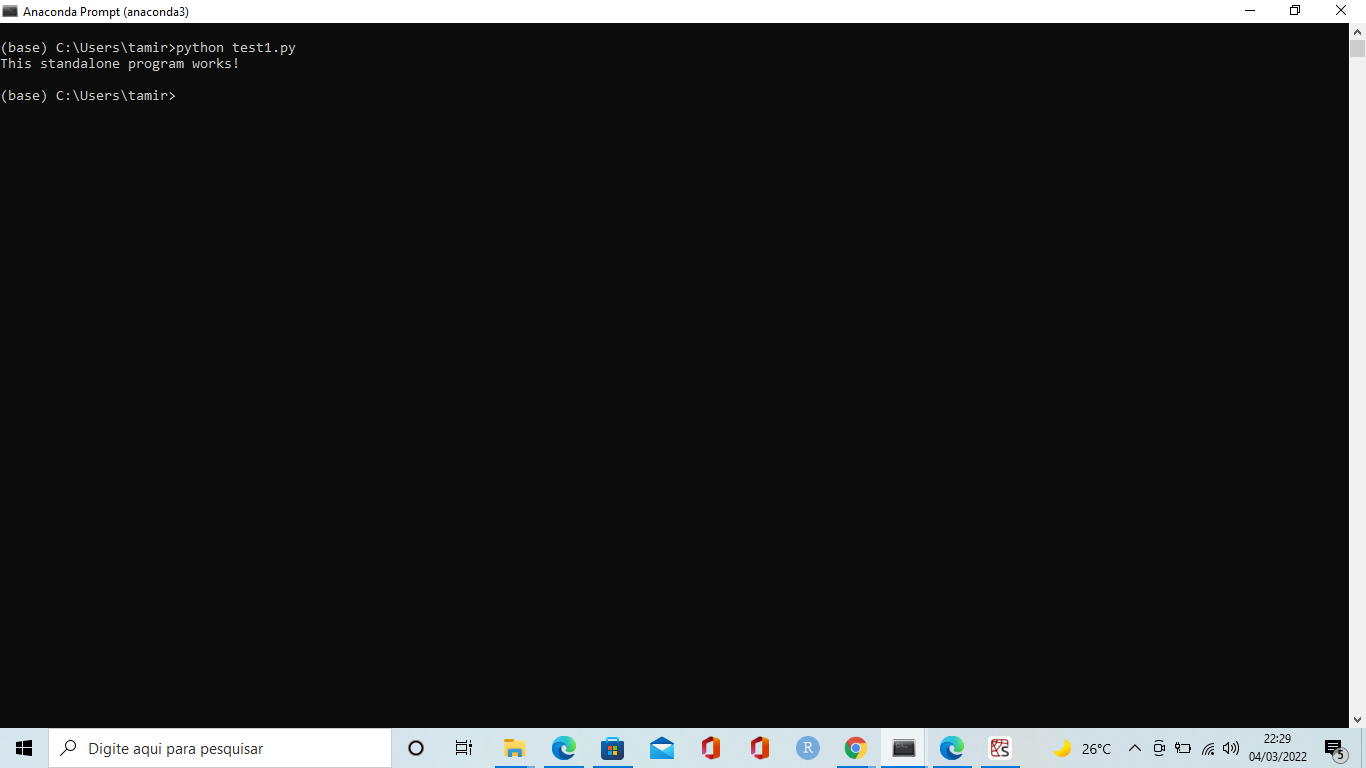 Anaconda Prompt (anaconda3)
(base) C:\Users\tamir>python test1.py
This standalone program works!
(base) C:\Users\tamir>
Digite aqui para pesquisar
R
26°C
22:29
04/03/2022
5